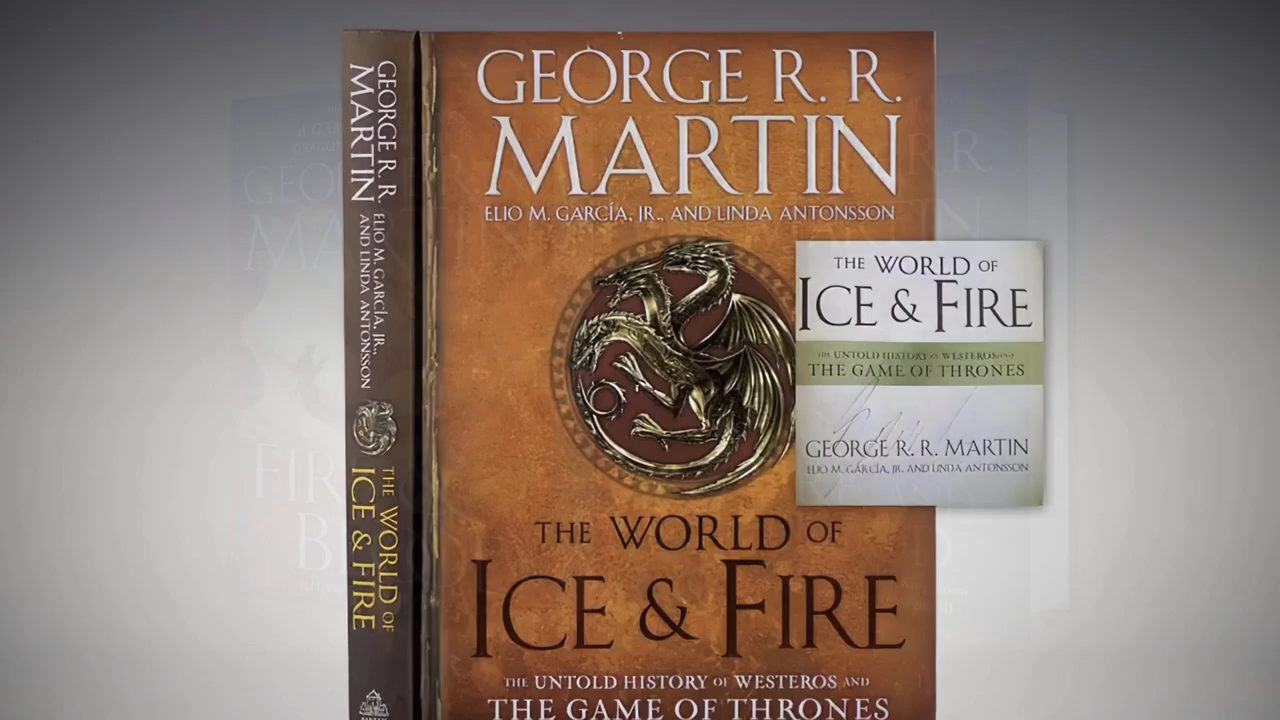 GEORGE R. R.
MARTIN
ELIO M. GARCÍA, JR.,
AND LINDA ANTONSSON
THE WORLD OF
ICE & FIRE
GEORGE R. R.
MARTIN
ELIO M. GARCÍA, JR., AND LINDA ANTONSSON
THE WORLD OF
ICE & FIRE
THE UNTOLD HISTORY OF WESTEROS AND
THE GAME OF THRONES
THE WORLD OF
ICE & FIRE
THE UNTOLD HISTORY OF WESTEROS AND
THE GAME OF THRONES
GEORGE R. R. MARTIN
ELIO M. GARCÍA, JR. AND LINDA ANTONSSON